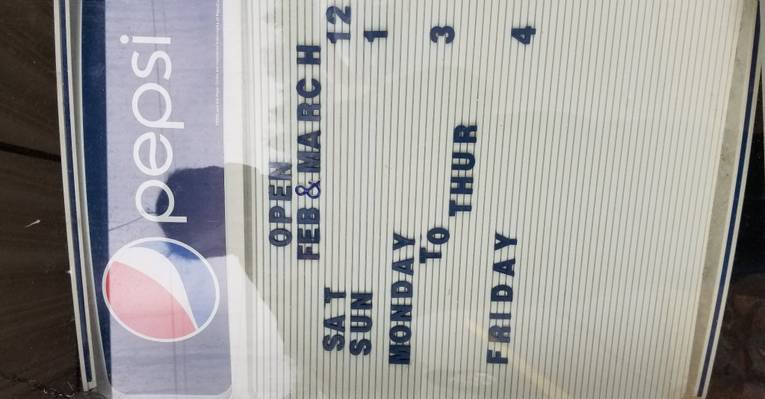 pepsi
OPEN
FEB & MARCH
SAT 12
SUN 1
MONDAY
TO 3
THUR
FRIDAY 4